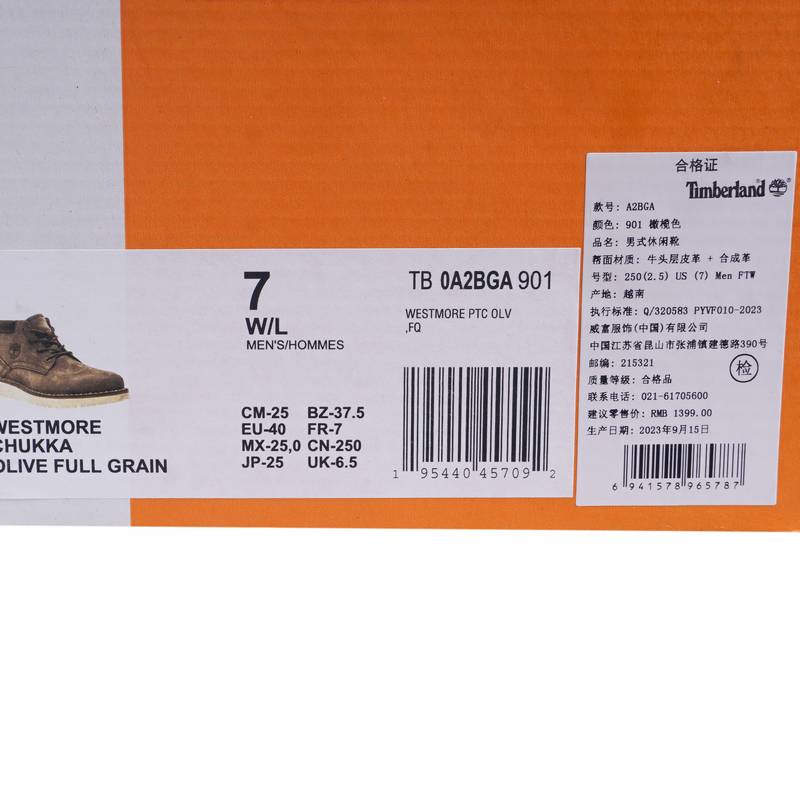 WESTMORE
CHUKKA
OLIVE FULL GRAIN
7
W/L
MEN'S/HOMMES
CM-25 BZ-37.5
EU-40 FR-7
MX-25,0 CN-250
JP-25 UK-6.5
TB 0A2BGA 901
WESTMORE PTC OLV
,FQ
1 95440 45709 2
合格证
Timberland®
款号: A2BGA
颜色: 901 橄榄色
品名: 男式休闲靴
帮面材质: 牛头层皮革 + 合成革
号型: 250(2.5) US (7) Men FTW
产地: 越南
执行标准: Q/320583 PYVF010-2023
威富服饰(中国)有限公司
中国江苏省昆山市张浦镇建德路390号
邮编: 215321
质量等级: 合格品
检
联系电话: 021-61705600
建议零售价: RMB 1399.00
生产日期: 2023年9月15日
6 941578 965787